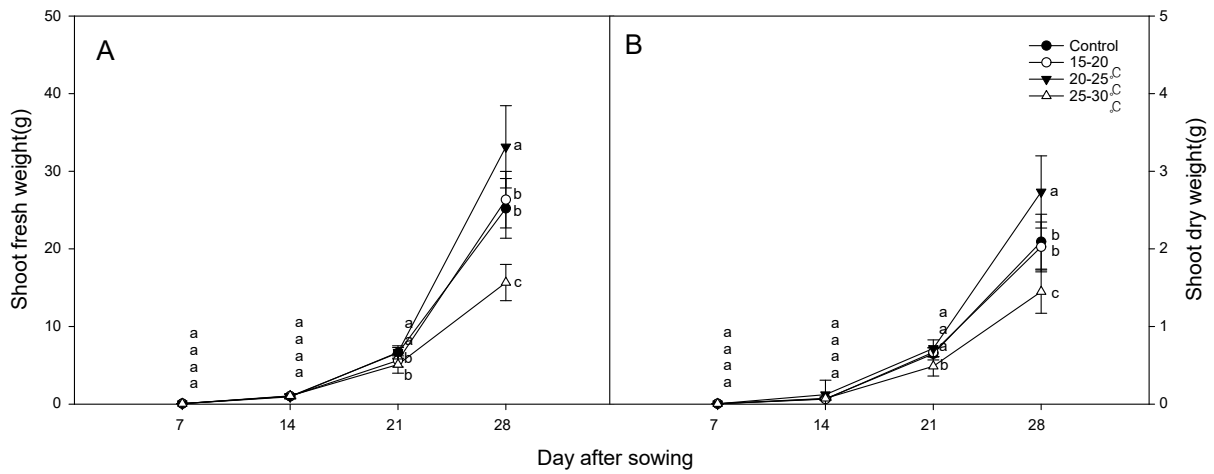 50
40
30
20
10
0
Shoot fresh weight(g)
A
a
a
a
a
a
a
a
a
a
a
b
b
a
b
b
c
7
14
21
28
B
Control
15-20
20-25°C
25-30°C
°C
a
a
a
a
a
a
a
a
a
a
a
b
a
b
b
c
7
14
21
28
5
4
3
2
1
0
Shoot dry weight(g)
Day after sowing